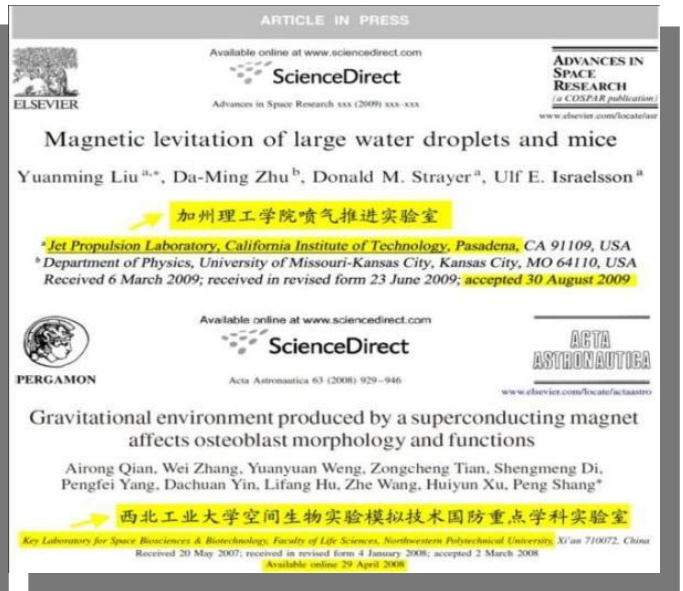 ARTICLE IN PRESS
Available online at www.sciencedirect.com
ScienceDirect
ELSEVIER
Advances in Space Research xxx (2009) xxx–xxx
ADVANCES IN
SPACE
RESEARCH
(a COSPAR publication)
www.elsevier.com/locate/asr
Magnetic levitation of large water droplets and mice
Yuanming Liu a,*, Da-Ming Zhu b, Donald M. Strayer a, Ulf E. Israelsson a
加州理工学院喷气推进实验室
a Jet Propulsion Laboratory, California Institute of Technology, Pasadena, CA 91109, USA
b Department of Physics, University of Missouri-Kansas City, Kansas City, MO 64110, USA
Received 6 March 2009; received in revised form 23 June 2009; accepted 30 August 2009
Available online at www.sciencedirect.com
ScienceDirect
PERGAMON
Acta Astronautica 63 (2008) 929–946
ACTA
ASTRONAUTICA
www.elsevier.com/locate/actaastro
Gravitational environment produced by a superconducting magnet
affects osteoblast morphology and functions
Airong Qian, Wei Zhang, Yuanyuan Weng, Zongcheng Tian, Shengmeng Di,
Pengfei Yang, Dachuan Yin, Lifang Hu, Zhe Wang, Huiyun Xu, Peng Shang*
西北工业大学空间生物实验模拟技术国防重点学科实验室
Key Laboratory for Space Biosciences & Biotechnology, Faculty of Life Sciences, Northwestern Polytechnical University, Xi'an 710072, China
Received 20 May 2007; received in revised form 4 January 2008; accepted 2 March 2008
Available online 29 April 2008